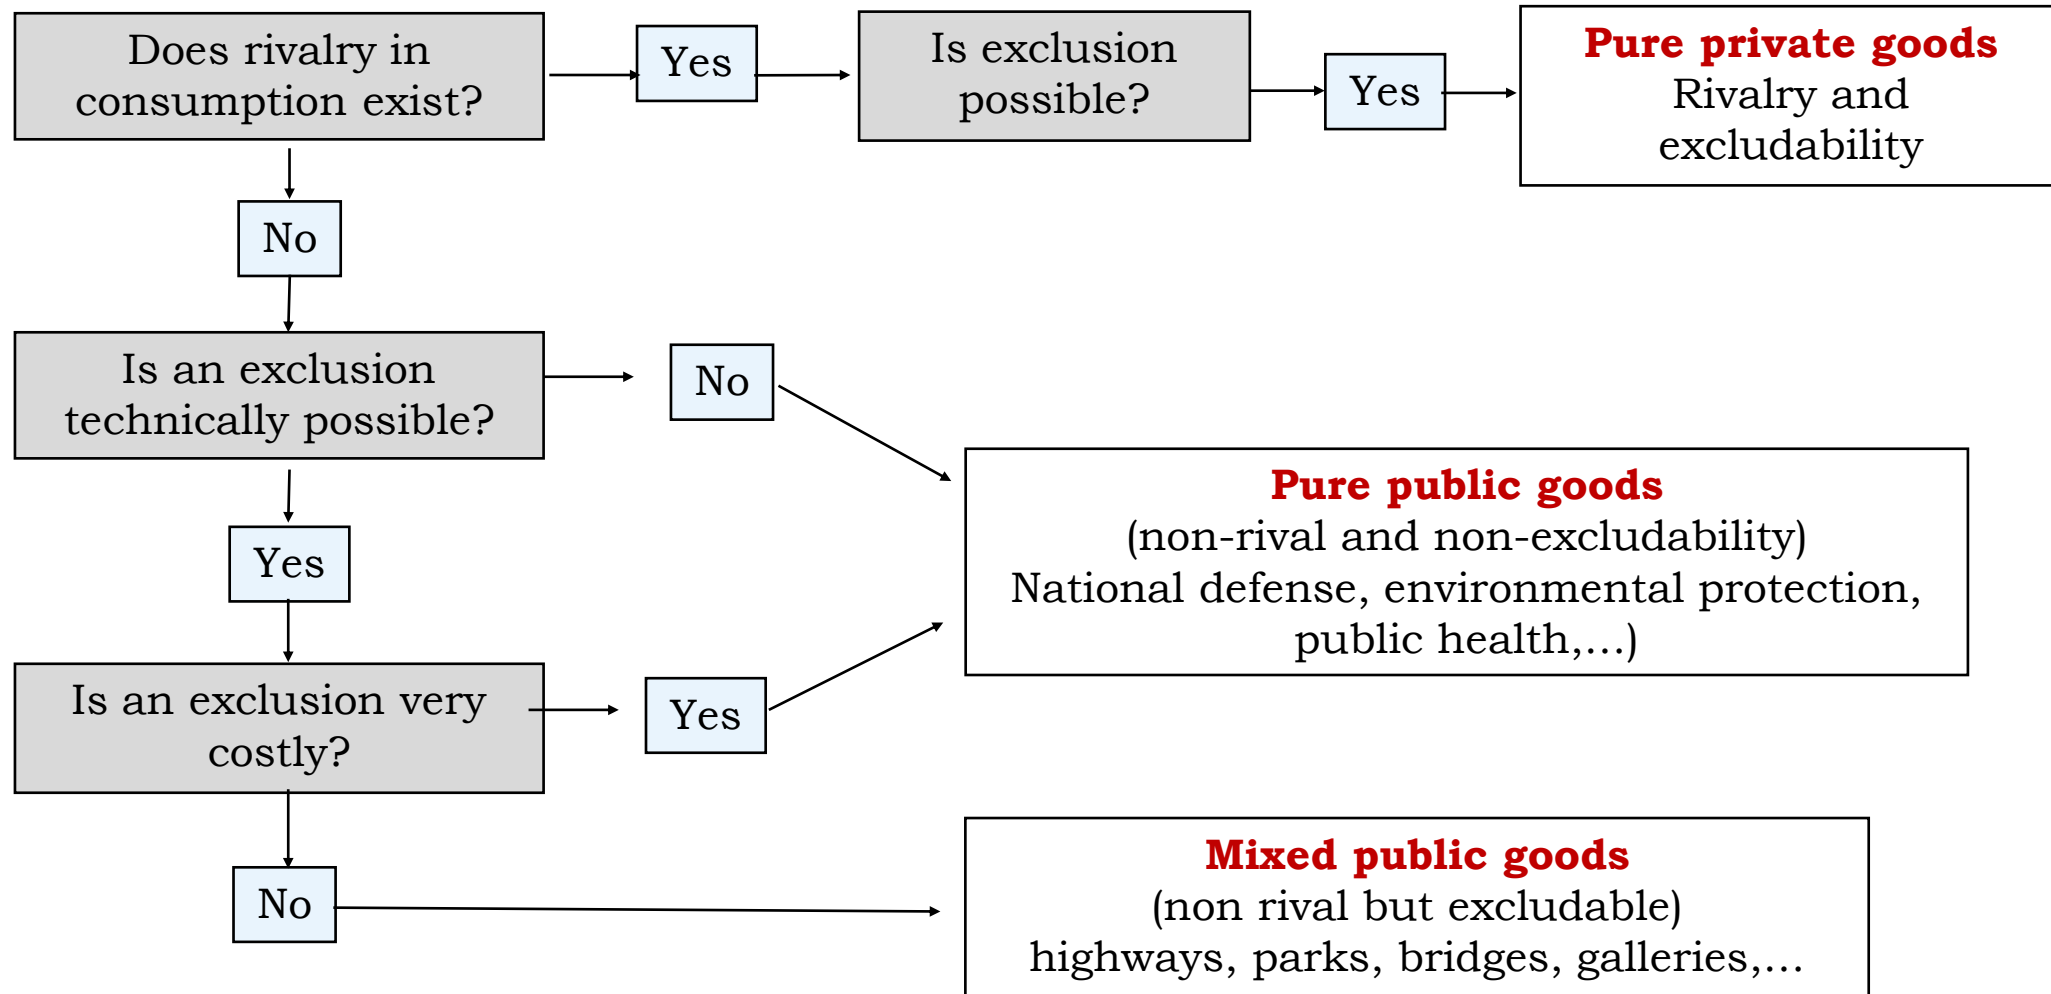 Does rivalry in
consumption exist?
Yes
Is exclusion
possible?
Yes
Pure private goods
Rivalry and
excludability
No
Is an exclusion
technically possible?
No
Pure public goods
(non-rival and non-excludability)
National defense, environmental protection,
public health,...)
Yes
Is an exclusion very
costly?
Yes
No
Mixed public goods
(non rival but excludable)
highways, parks, bridges, galleries,...